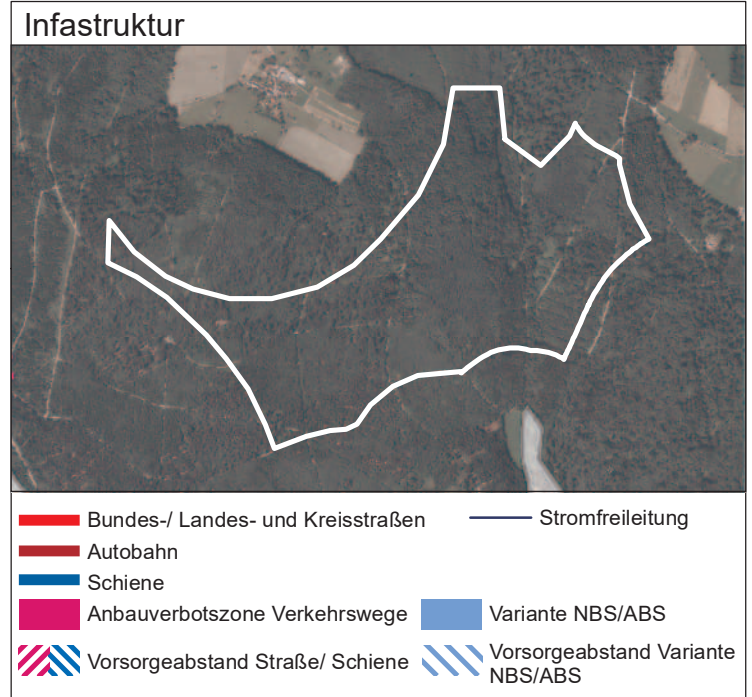 Infastruktur
Bundes-/ Landes- und Kreisstraßen
Stromfreileitung
Autobahn
Schiene
Anbauverbotszone Verkehrswege
Variante NBS/ABS
Vorsorgeabstand Straße/ Schiene
Vorsorgeabstand Variante
NBS/ABS